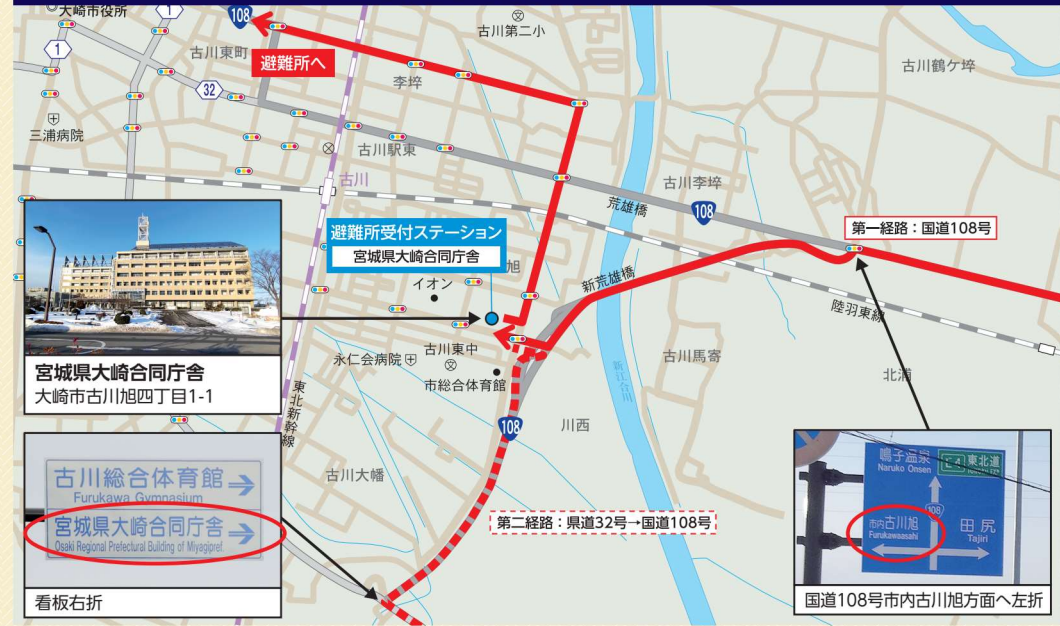 大崎市役所
1
108
古川第二小
1
古川東町
避難所へ
古川鶴ケ埣
李埣
32
三浦病院
古川駅東
古川
古川李埣
荒雄橋
108
第一経路：国道108号
避難所受付ステーション
宮城県大崎合同庁舎
旭
イオン
新荒雄橋
陸羽東線
古川東中
永仁会病院
市総合体育館
新江合川
古川馬寄
北浦
宮城県大崎合同庁舎
大崎市古川旭四丁目1-1
東北新幹線
108
川西
古川大幡
第二経路：県道32号→国道108号
古川総合体育館
Furukawa Gymnasium
宮城県大崎合同庁舎
Osaki Regional Prefectural Building of Miyagipref.
看板右折
鳴子温泉
Naruko Onsen
E4 東北道
108
市内古川旭
Furukawaasahi
田尻
Tajiri
国道108号市内古川旭方面へ左折